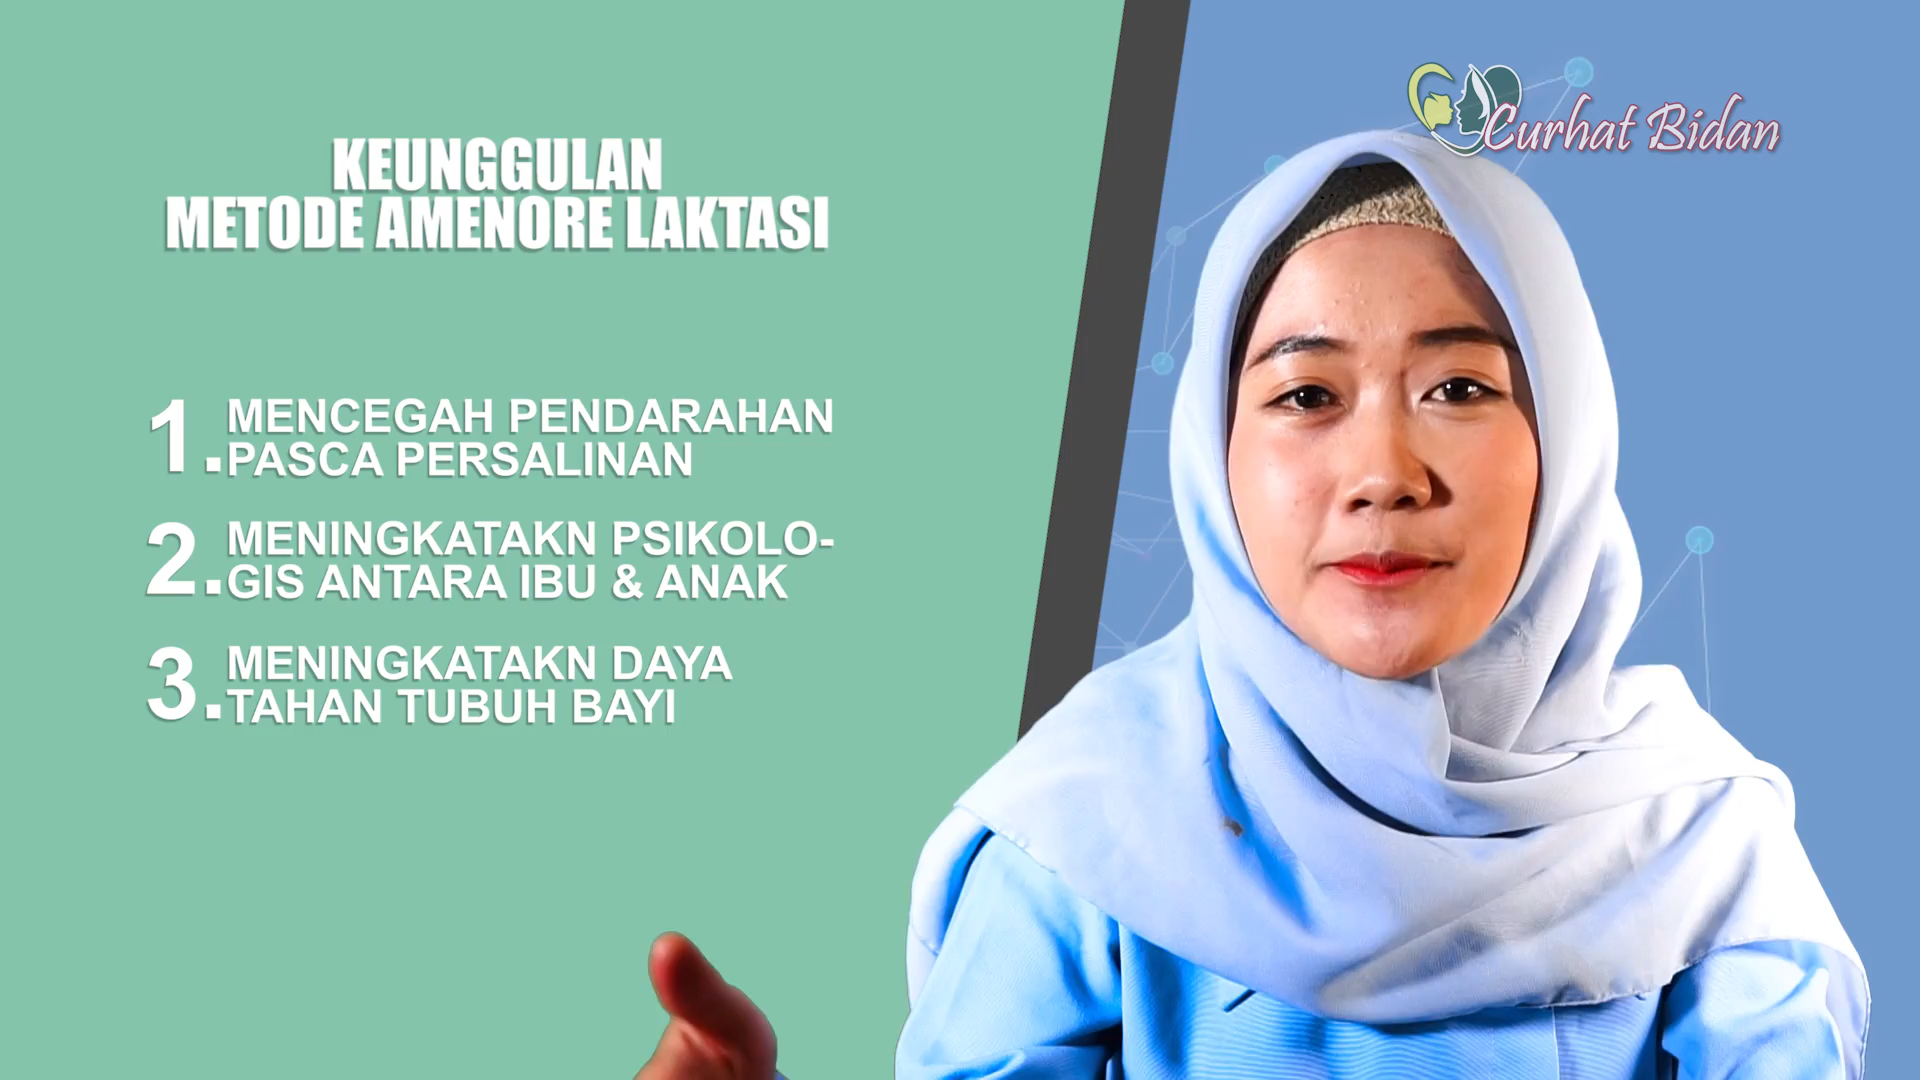 Curhat Bidan
KEUNGGULAN
METODE AMENORE LAKTASI
1. MENCEGAH PENDARAHAN
PASCA PERSALINAN
2. MENINGKATAKN PSIKOLO-
GIS ANTARA IBU & ANAK
3. MENINGKATAKN DAYA
TAHAN TUBUH BAYI